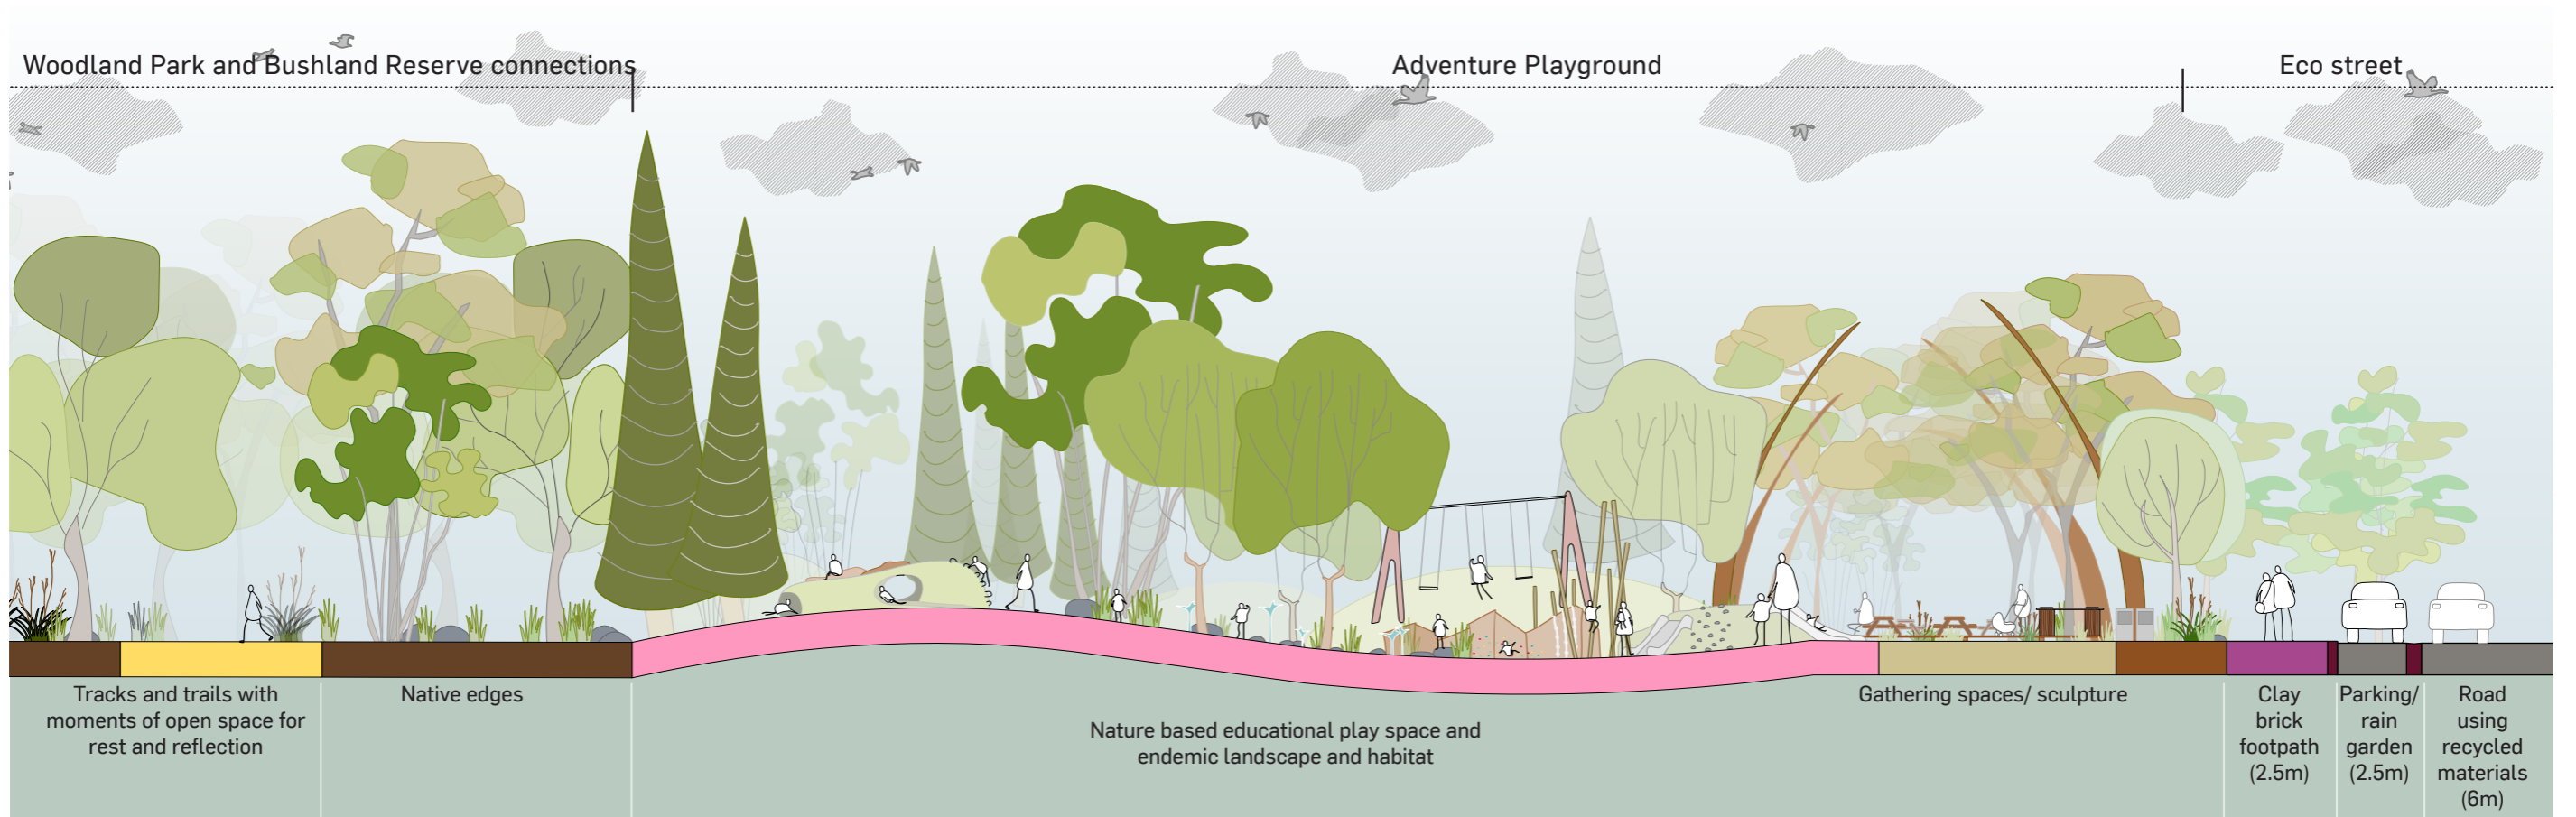 Woodland Park and Bushland Reserve connections
Adventure Playground
Eco street
Tracks and trails with
moments of open space for
rest and reflection
Native edges
Nature based educational play space and
endemic landscape and habitat
Gathering spaces/ sculpture
Clay
brick
footpath
(2.5m)
Parking/
rain
garden
(2.5m)
Road
using
recycled
materials
(6m)